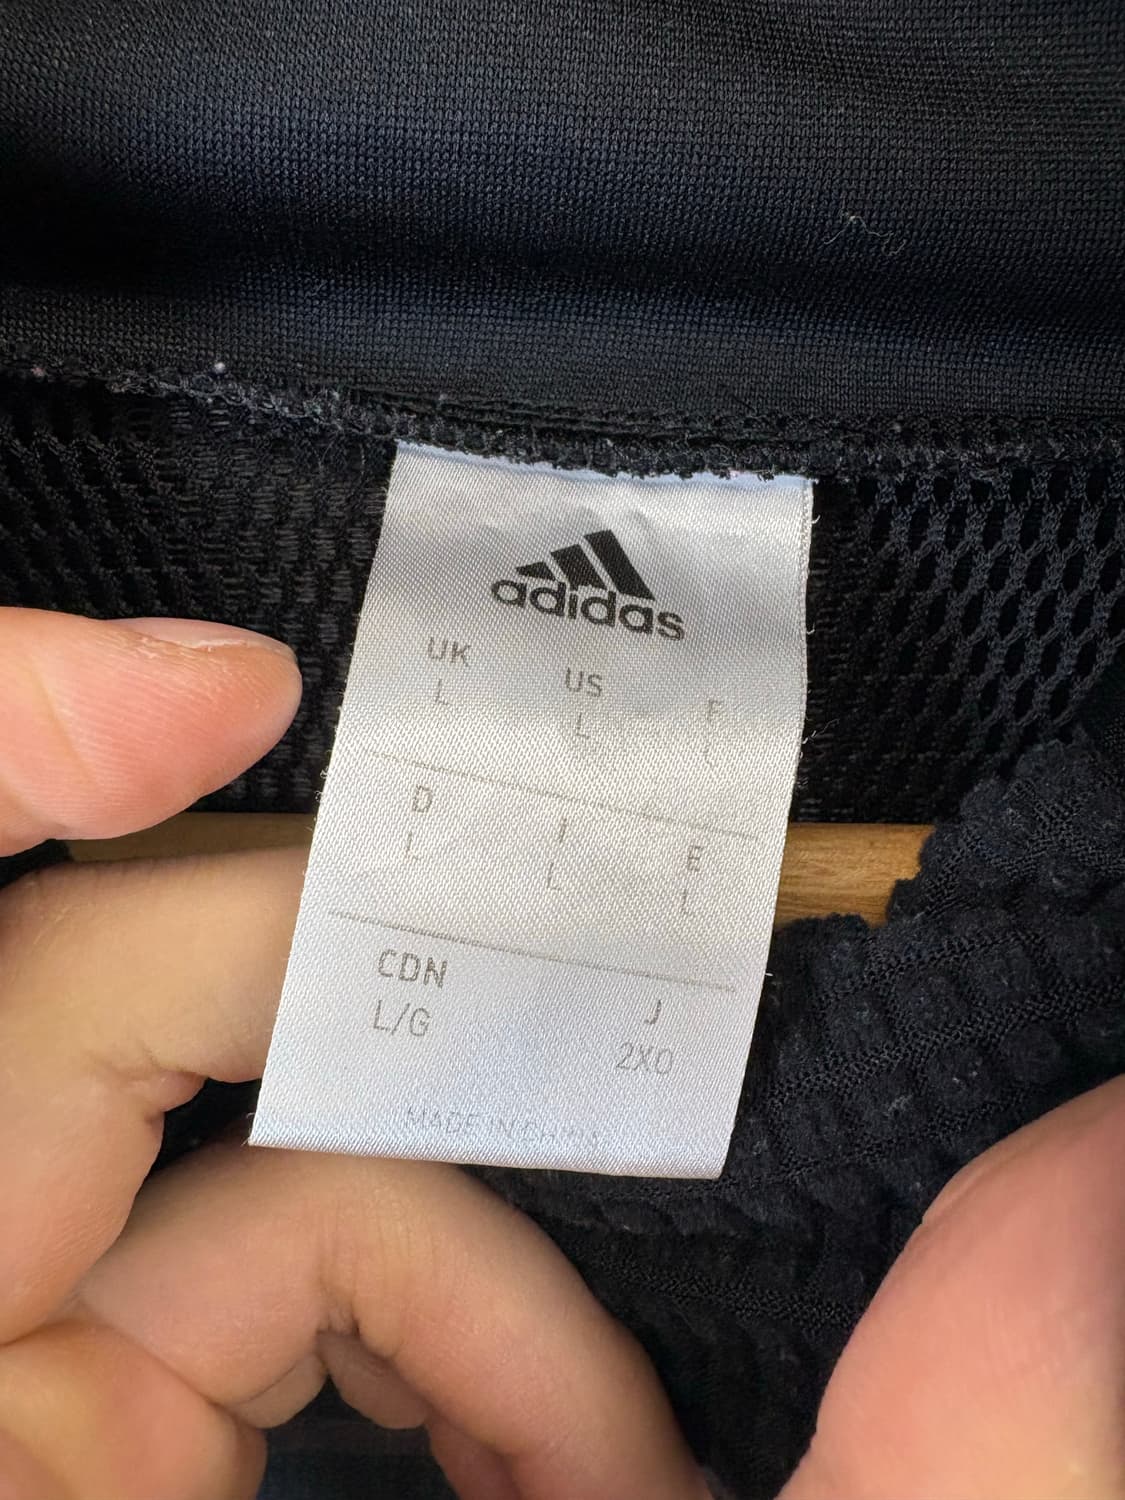 adidas
UK US F
L L L
D I E
L L L
CDN J
L/G 2XO
MADE IN CHINA